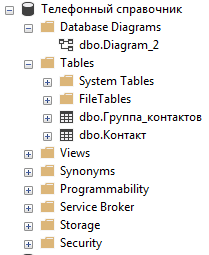 Телефонный справочник
Database Diagrams
dbo.Diagram_2
Tables
System Tables
FileTables
dbo.Группа_контактов
dbo.Контакт
Views
Synonyms
Programmability
Service Broker
Storage
Security